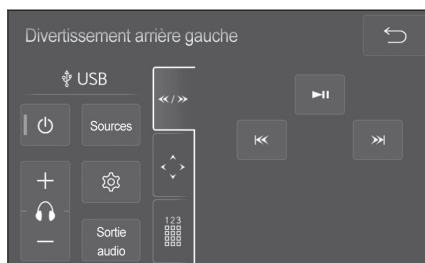 Divertissement arrière gauche
USB
Sources
Sortie
audio
123